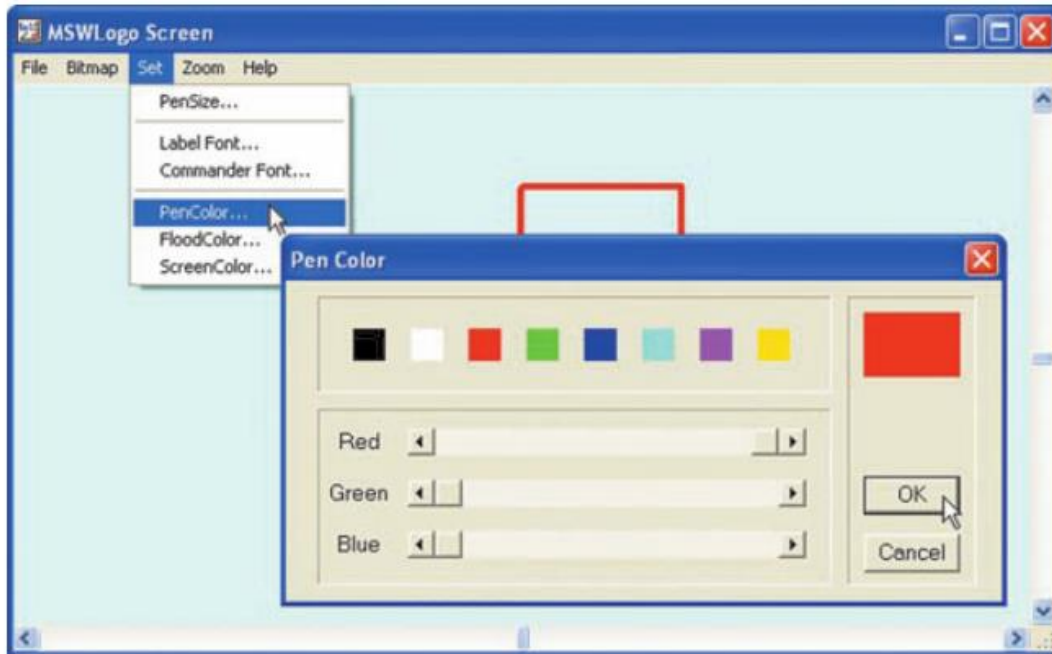 MSWLogo Screen
File Bitmap Set Zoom Help
PenSize...
Label Font...
Commander Font...
PenColor...
FloodColor...
ScreenColor...
Pen Color
Red
Green
Blue
OK
Cancel